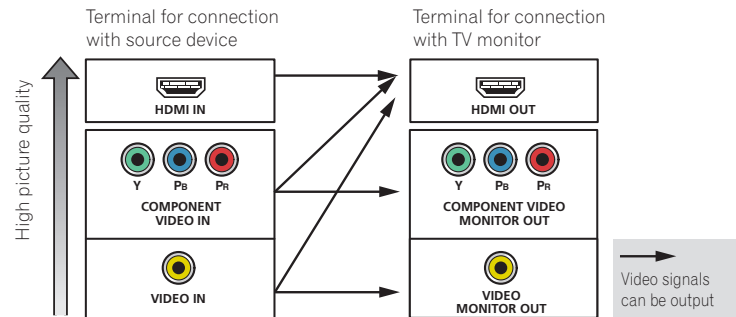 Terminal for connection
with source device
Terminal for connection
with TV monitor
High picture quality
HDMI IN
HDMI OUT
Y PB PR
COMPONENT
VIDEO IN
Y PB PR
COMPONENT VIDEO
MONITOR OUT
VIDEO IN
VIDEO
MONITOR OUT
Video signals
can be output